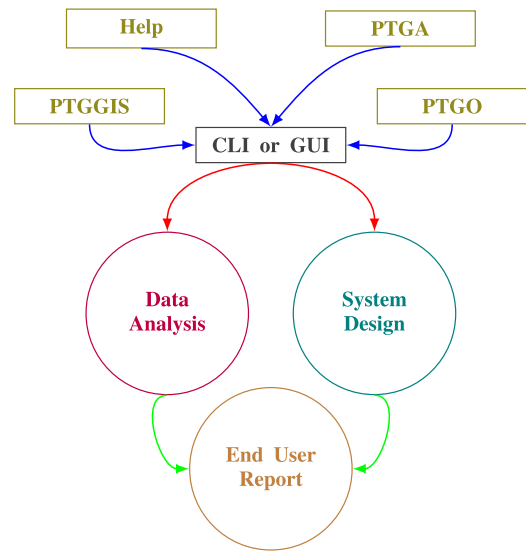 Help
PTGA
PTGGIS
PTGO
CLI or GUI
Data
Analysis
System
Design
End User
Report